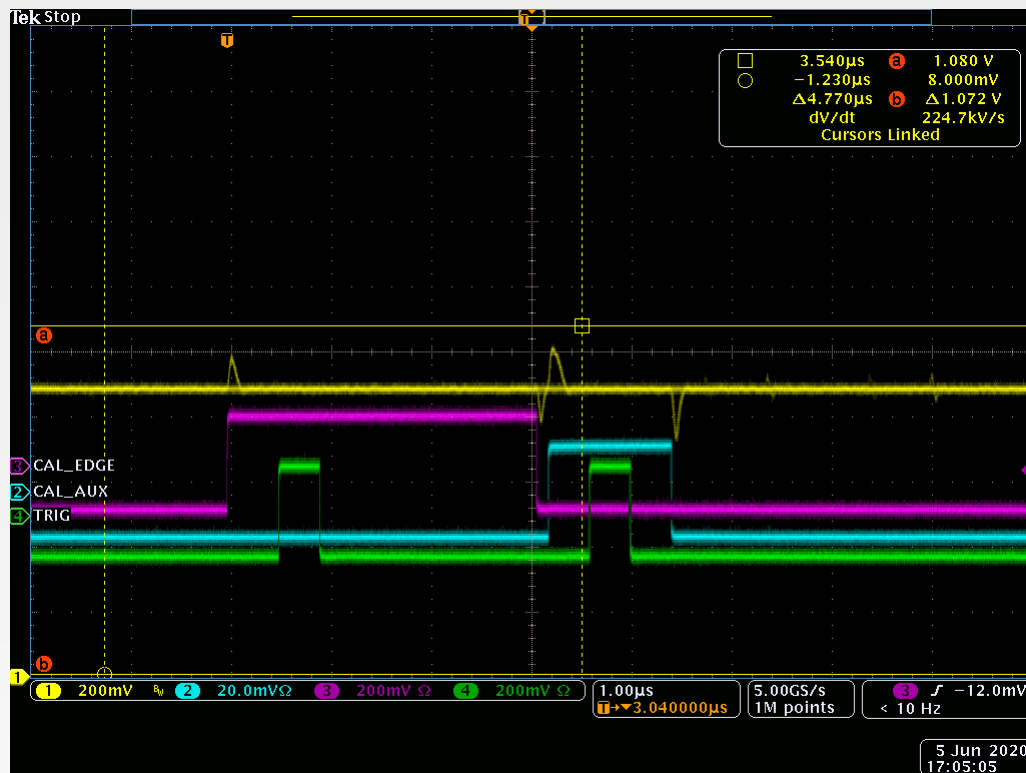 Tek Stop
T
T
3.540µs a 1.080 V
−1.230µs 8.000mV
Δ4.770µs b Δ1.072 V
dV/dt 224.7kV/s
Cursors Linked
a
3 CAL_EDGE
2 CAL_AUX
4 TRIG
b
1
1 200mV BW 2 20.0mVΩ 3 200mV Ω 4 200mV Ω
1.00µs
T→▼3.040000µs
5.00GS/s
1M points
3 −12.0mV
< 10 Hz
5 Jun 2020
17:05:05